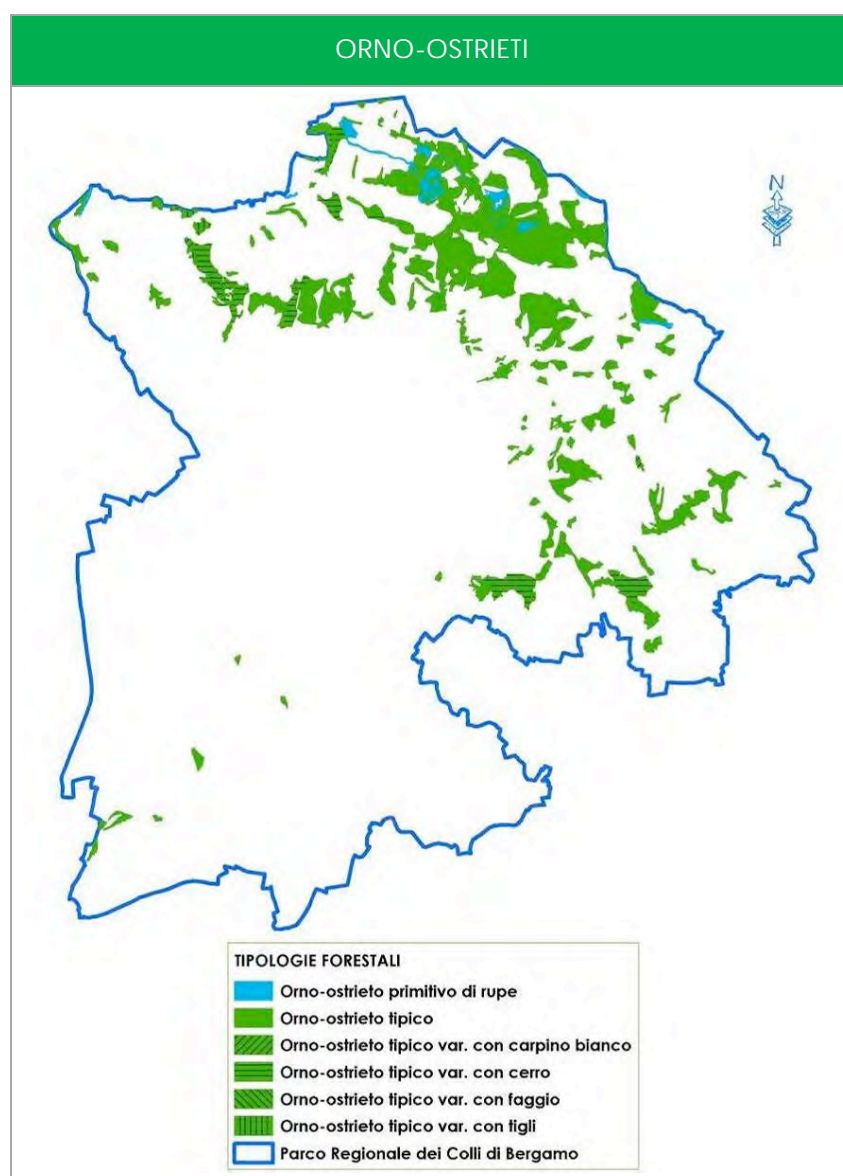 ORNO-OSTRIETI
N
TIPOLOGIE FORESTALI
Orno-ostrieto primitivo di rupe
Orno-ostrieto tipico
Orno-ostrieto tipico var. con carpino bianco
Orno-ostrieto tipico var. con cerro
Orno-ostrieto tipico var. con faggio
Orno-ostrieto tipico var. con tigli
Parco Regionale dei Colli di Bergamo